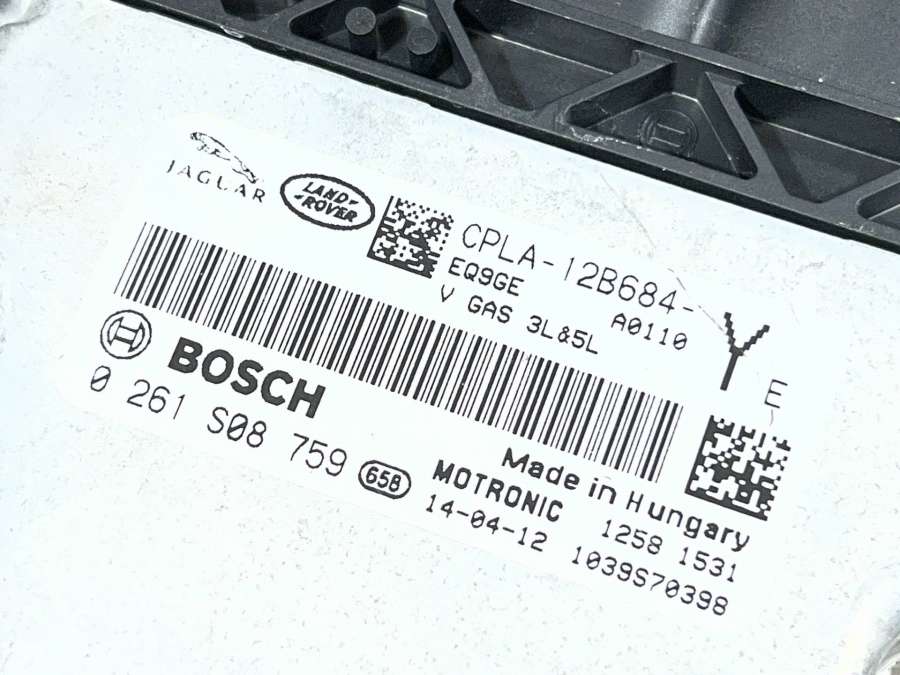 JAGUAR
LAND-
-ROVER
CPLA-12B684-
EQ9GE
A0110
V GAS 3L&5L
Y
E
BOSCH
0 261 S08 759
658
Made in Hungary
MOTRONIC
1258 1531
14-04-12
1039S70398